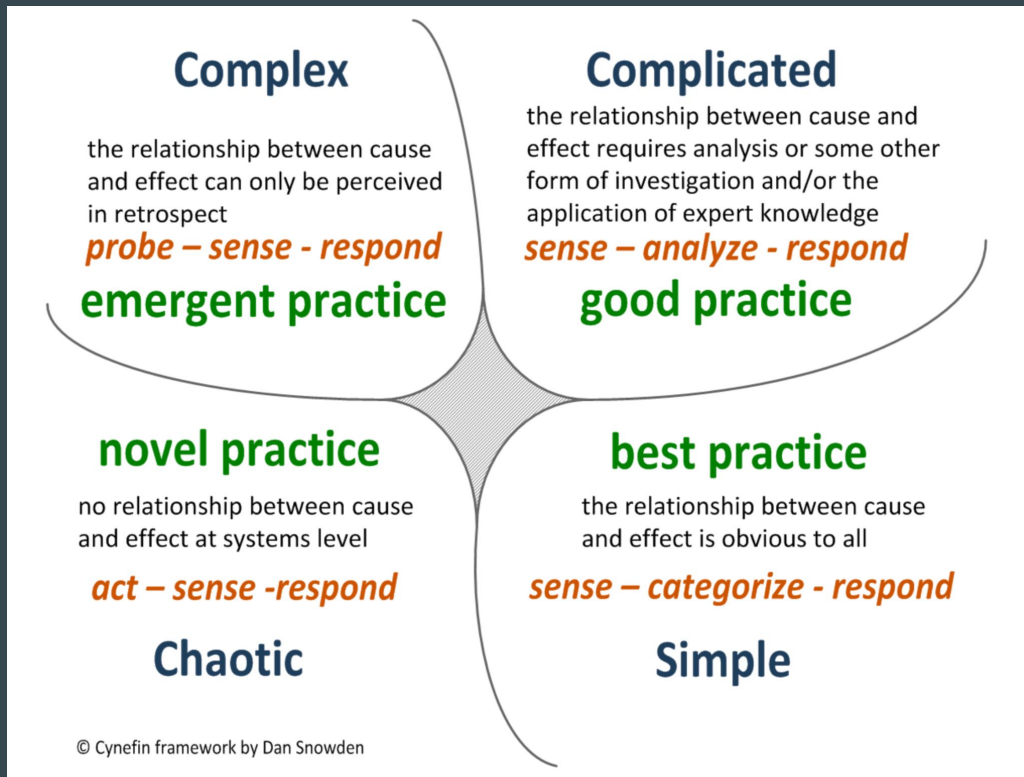 Complex
the relationship between cause
and effect can only be perceived
in retrospect
probe – sense - respond
emergent practice
Complicated
the relationship between cause and
effect requires analysis or some other
form of investigation and/or the
application of expert knowledge
sense – analyze - respond
good practice
novel practice
no relationship between cause
and effect at systems level
act – sense -respond
Chaotic
best practice
the relationship between cause
and effect is obvious to all
sense – categorize - respond
Simple
© Cynefin framework by Dan Snowden